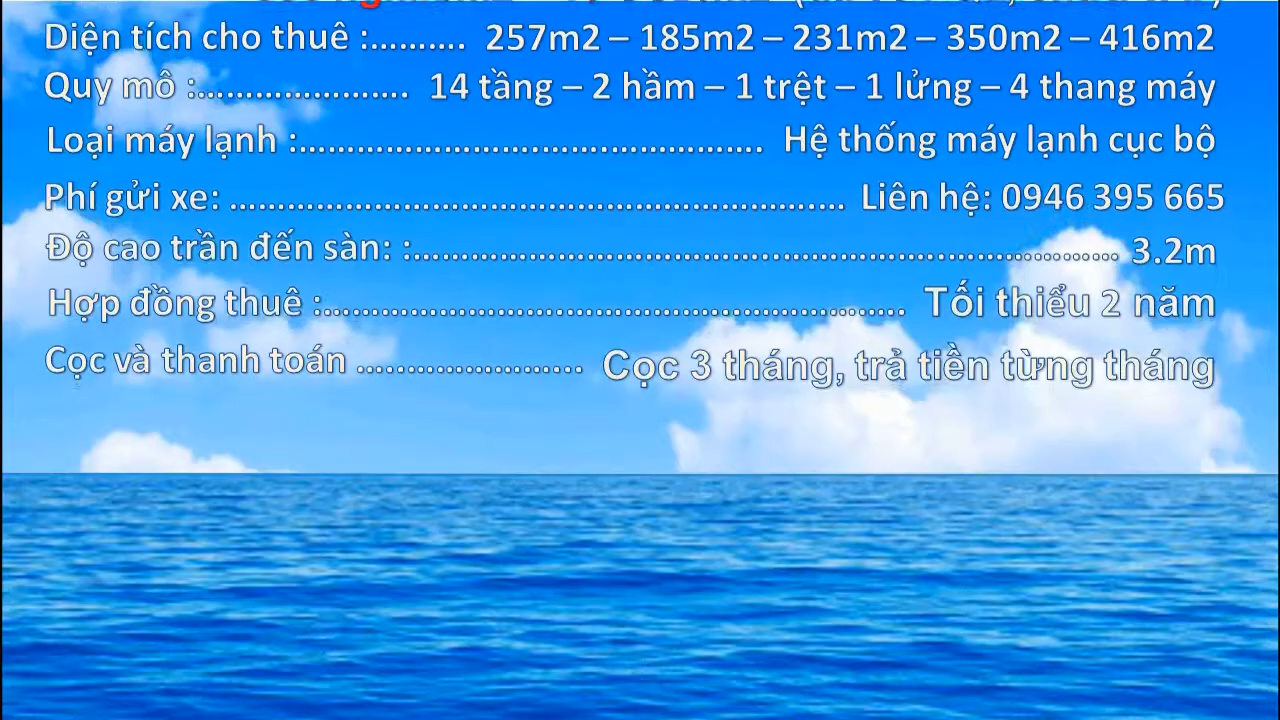 Diện tích cho thuê :.......... 257m2 – 185m2 – 231m2 – 350m2 – 416m2
Quy mô :...................... 14 tầng – 2 hầm – 1 trệt – 1 lửng – 4 thang máy
Loại máy lạnh :................................................ Hệ thống máy lạnh cục bộ
Phí gửi xe: ................................................................ Liên hệ: 0946 395 665
Độ cao trần đến sàn: :......................................................................... 3.2m
Hợp đồng thuê :............................................................ Tối thiểu 2 năm
Cọc và thanh toán ....................... Cọc 3 tháng, trả tiền từng tháng